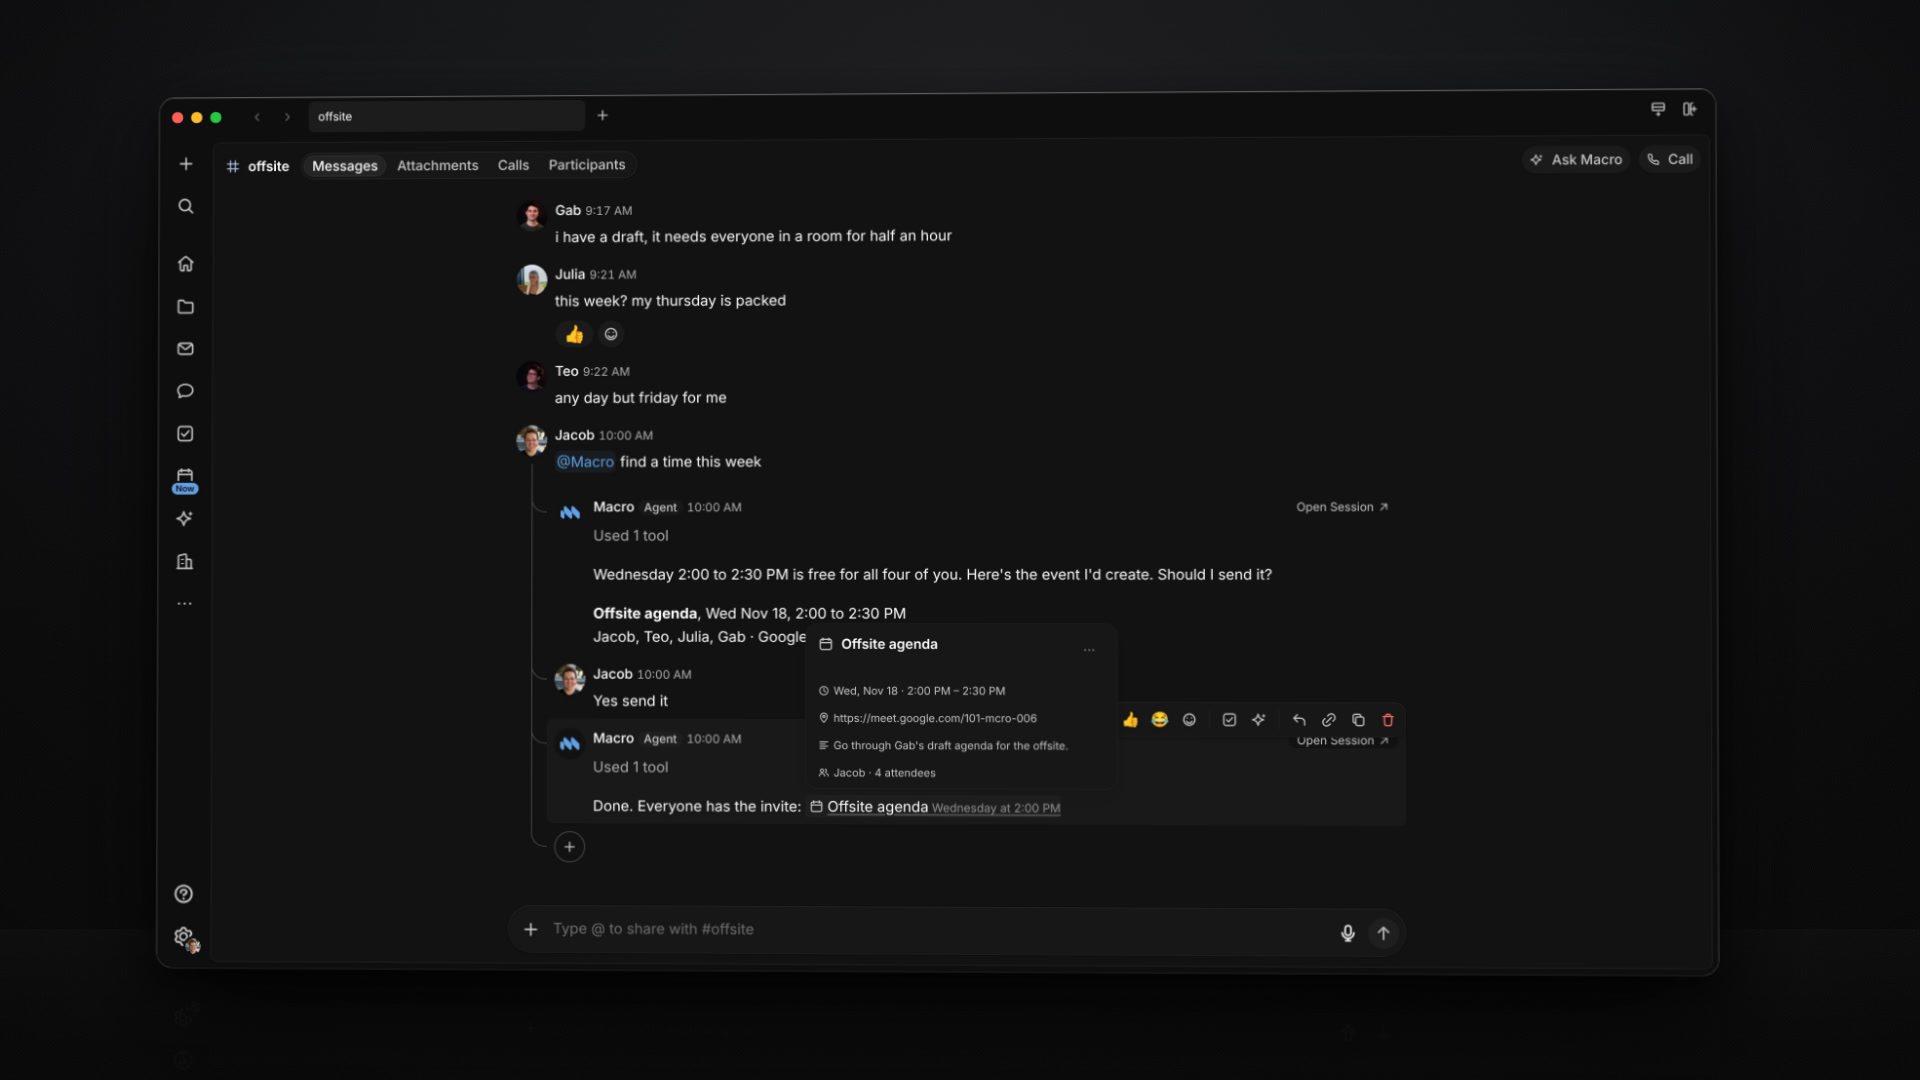 offsite
offsite
Messages
Attachments
Calls
Participants
Ask Macro
Call
Gab 9:17 AM
i have a draft, it needs everyone in a room for half an hour
Julia 9:21 AM
this week? my thursday is packed
Teo 9:22 AM
any day but friday for me
Jacob 10:00 AM
@Macro find a time this week
Now
Macro Agent 10:00 AM
Open Session
Used 1 tool
Wednesday 2:00 to 2:30 PM is free for all four of you. Here's the event I'd create. Should I send it?
Offsite agenda, Wed Nov 18, 2:00 to 2:30 PM
Jacob, Teo, Julia, Gab · Google
Offsite agenda
Wed, Nov 18 · 2:00 PM – 2:30 PM
https://meet.google.com/101-mcro-006
Go through Gab's draft agenda for the offsite.
Jacob · 4 attendees
Jacob 10:00 AM
Yes send it
Macro Agent 10:00 AM
Open Session
Used 1 tool
Done. Everyone has the invite: Offsite agenda Wednesday at 2:00 PM
Type @ to share with #offsite